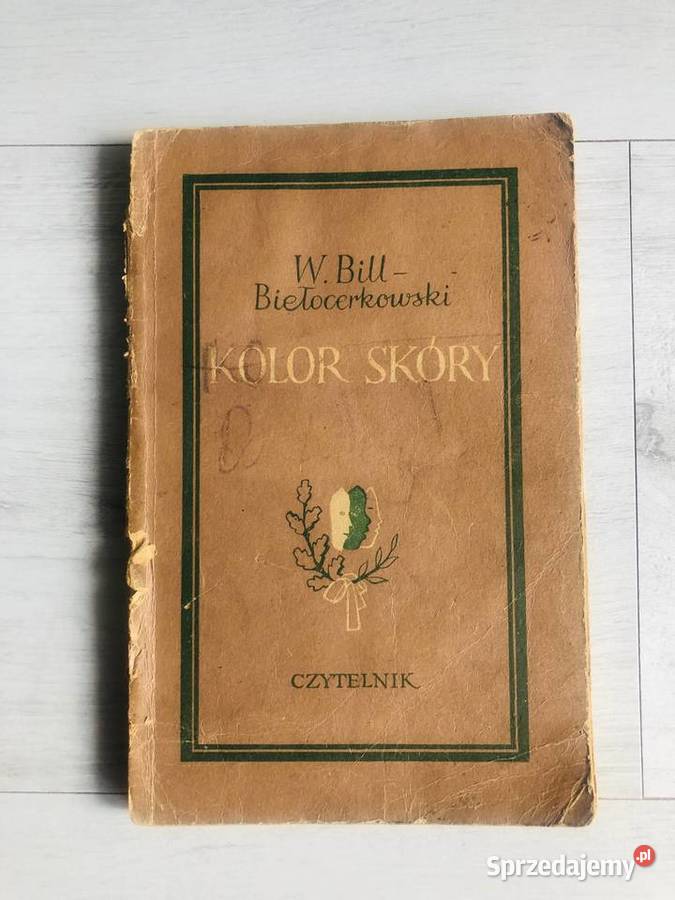 W. Bill-
Biełocerkowski
KOLOR SKÓRY
CZYTELNIK
Sprzedajemy.pl